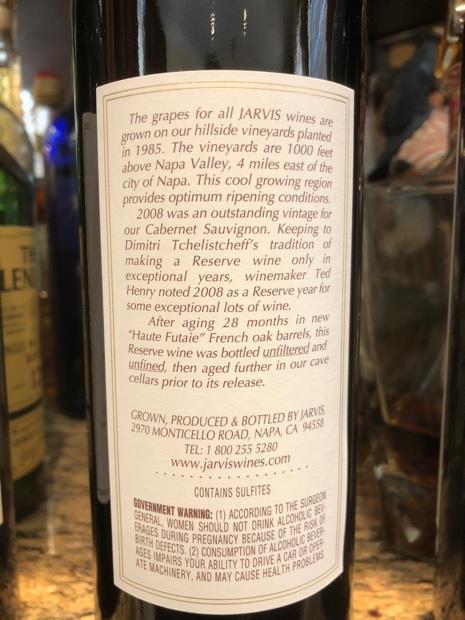 The grapes for all JARVIS wines are
grown on our hillside vineyards planted
in 1985. The vineyards are 1000 feet
above Napa Valley, 4 miles east of the
city of Napa. This cool growing region
provides optimum ripening conditions.
2008 was an outstanding vintage for
our Cabernet Sauvignon. Keeping to
Dimitri Tchelistcheff's tradition of
making a Reserve wine only in
exceptional years, winemaker Ted
Henry noted 2008 as a Reserve year for
some exceptional lots of wine.
After aging 28 months in new
"Haute Futaie" French oak barrels, this
Reserve wine was bottled unfiltered and
unfined, then aged further in our cave
cellars prior to its release.
GROWN, PRODUCED & BOTTLED BY JARVIS,
2970 MONTICELLO ROAD, NAPA, CA 94558
TEL: 1 800 255 5280
www.jarviswines.com
CONTAINS SULFITES
GOVERNMENT WARNING: (1) ACCORDING TO THE SURGEON
GENERAL, WOMEN SHOULD NOT DRINK ALCOHOLIC BEV-
ERAGES DURING PREGNANCY BECAUSE OF THE RISK OF
BIRTH DEFECTS. (2) CONSUMPTION OF ALCOHOLIC BEVER-
AGES IMPAIRS YOUR ABILITY TO DRIVE A CAR OR OPER-
ATE MACHINERY, AND MAY CAUSE HEALTH PROBLEMS